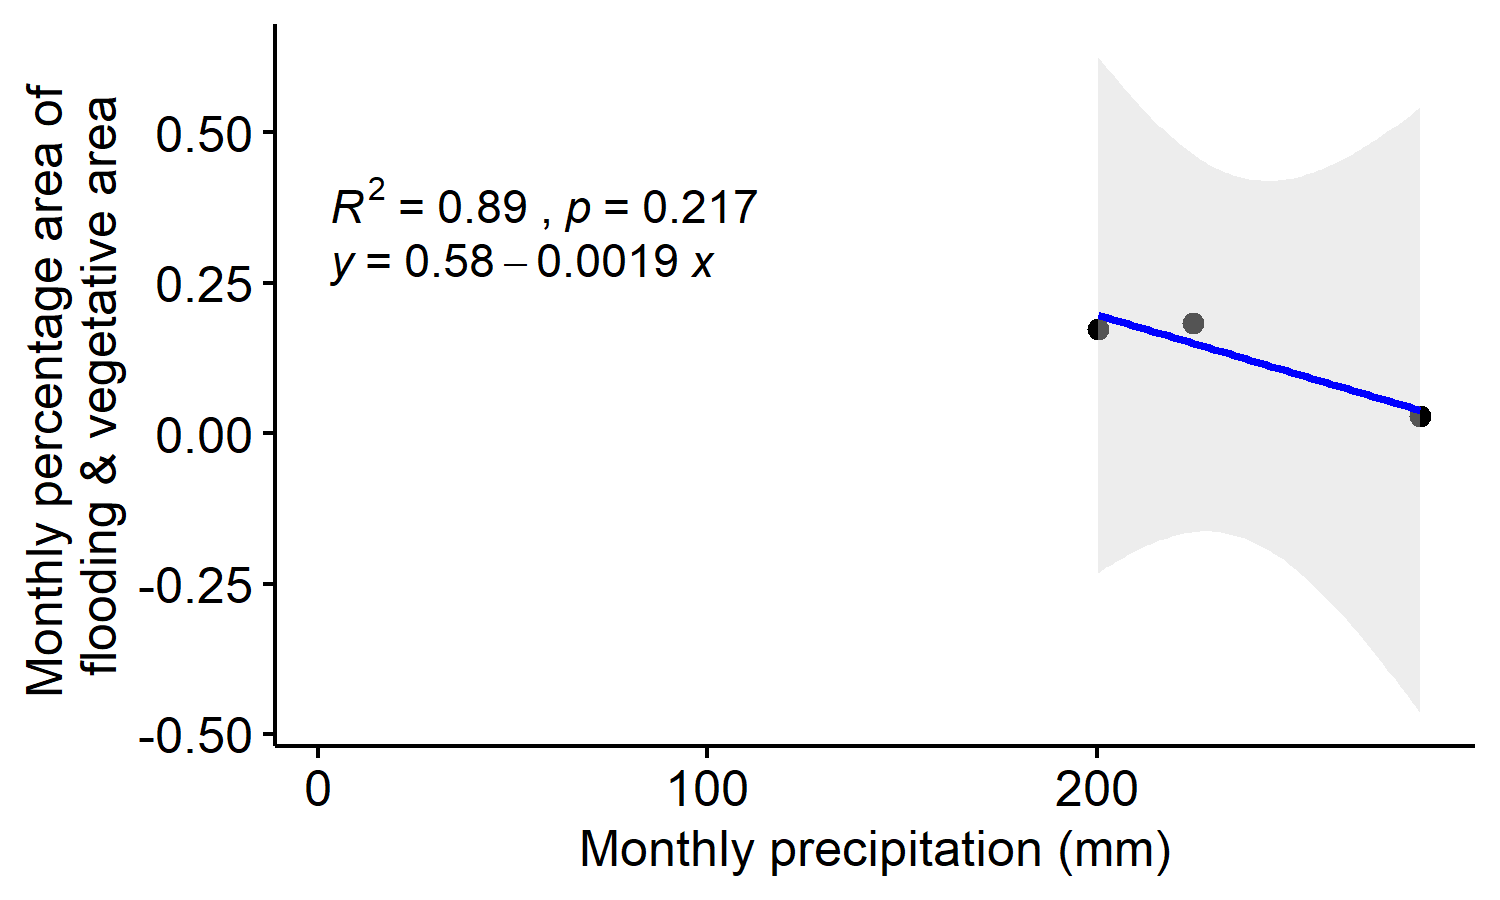 Monthly percentage area of
flooding & vegetative area
0.50
0.25
0.00
-0.25
-0.50
R² = 0.89 , p = 0.217
y = 0.58 – 0.0019 x
0 100 200
Monthly precipitation (mm)